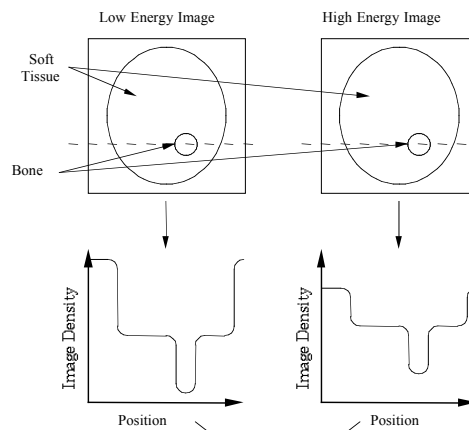 Low Energy Image
High Energy Image
Soft
Tissue
Bone
Image Density
Image Density
Position
Position